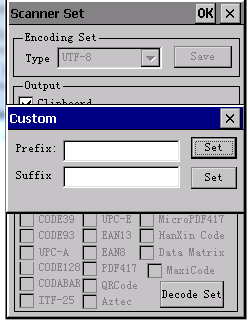 Scanner Set OK ×
Encoding Set
Type UTF-8 Save
Output
Clipboard
Custom ×
Prefix: Set
Suffix Set
CODE39 UPC-E MicroPDF417
CODE93 EAN13 HanXin Code
UPC-A EAN8 Data Matrix
CODE128 PDF417 MaxiCode
CODABAR QRCode
ITF-25 Aztec Decode Set